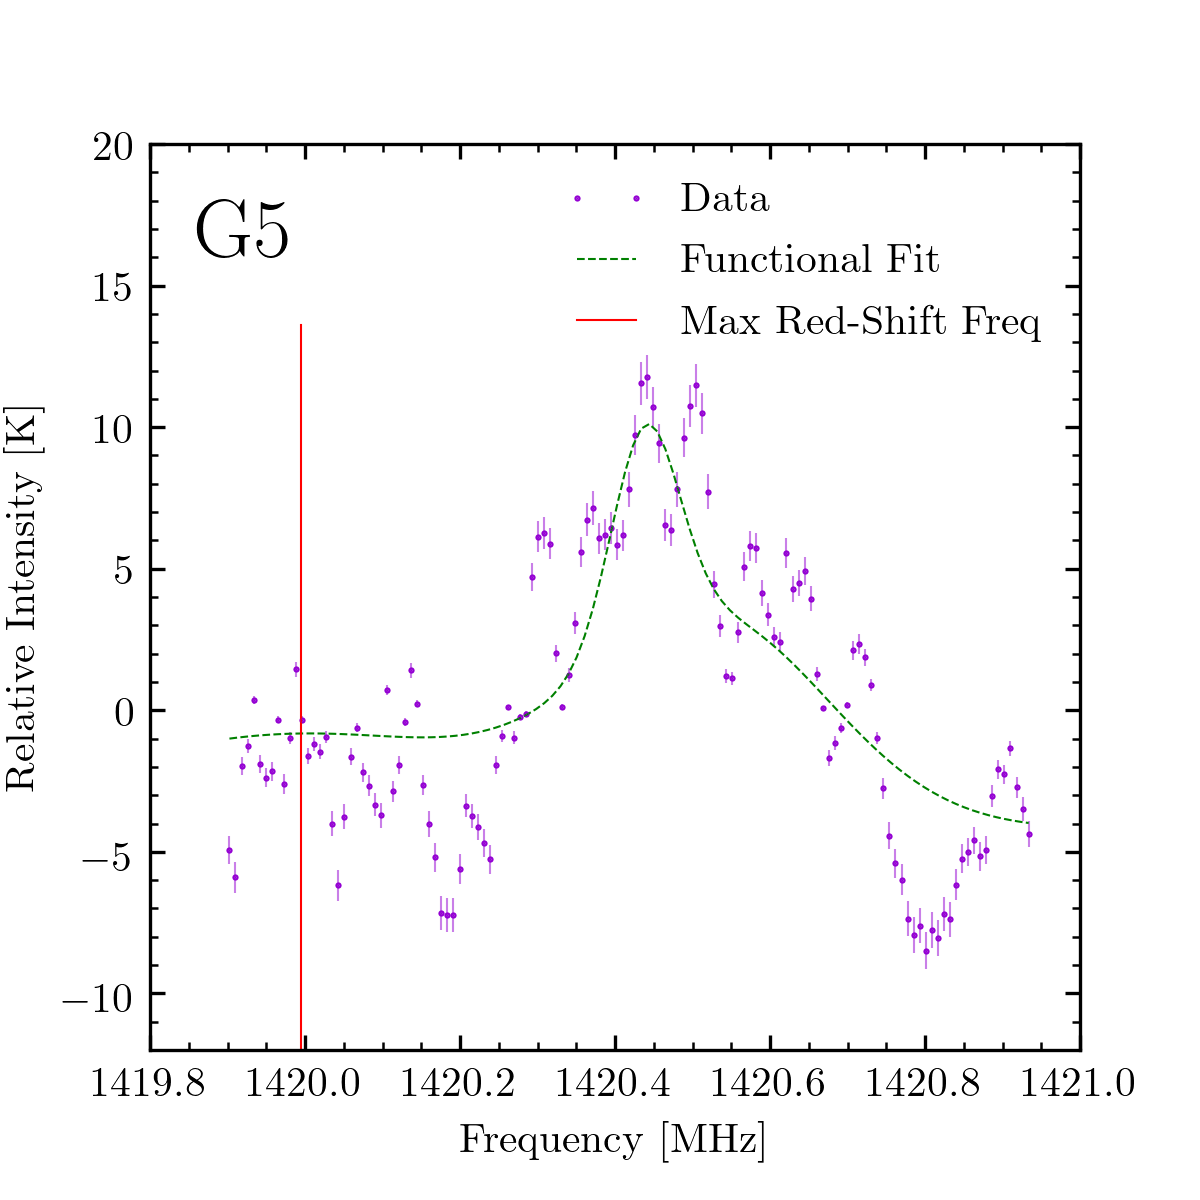 20
G5
Data
Functional Fit
15
Max Red-Shift Freq
10
5
0
−5
−10
Relative Intensity [K]
1419.8 1420.0 1420.2 1420.4 1420.6 1420.8 1421.0
Frequency [MHz]